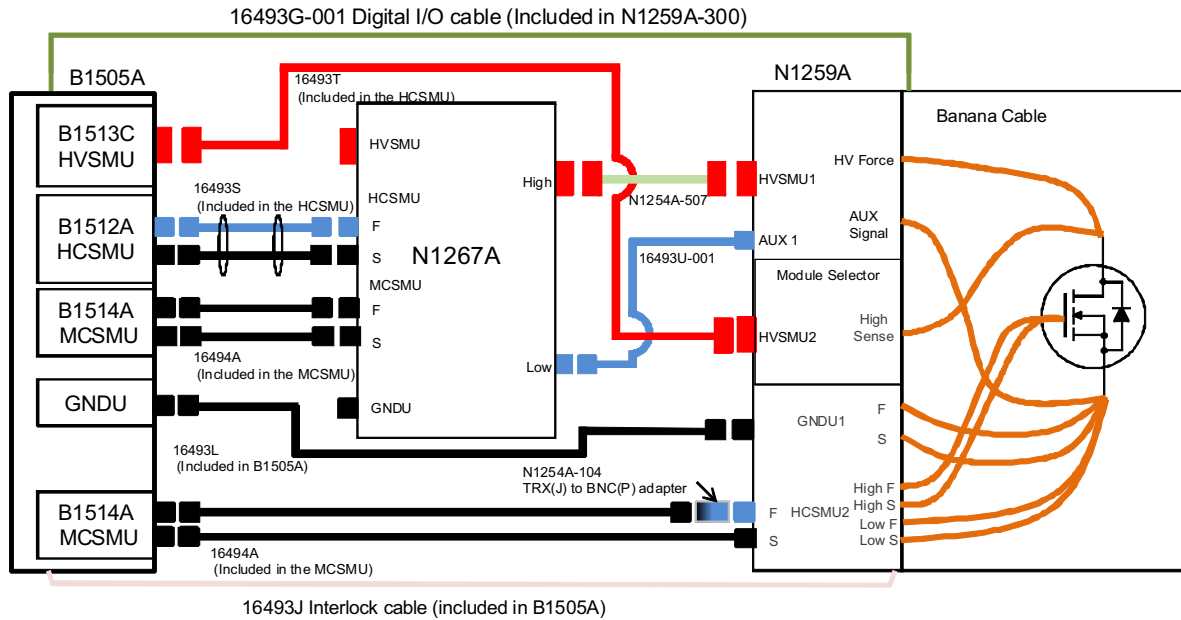 16493G-001 Digital I/O cable (Included in N1259A-300)
B1505A
N1259A
16493T
(Included in the HCSMU)
B1513C
HVSMU
HVSMU
Banana Cable
HV Force
High
HVSMU1
N1254A-507
16493S
(Included in the HCSMU)
HCSMU
B1512A
HCSMU
F
S
N1267A
AUX
Signal
AUX 1
16493U-001
Module Selector
MCSMU
B1514A
MCSMU
F
S
High
Sense
HVSMU2
16494A
(Included in the MCSMU)
Low
GNDU
GNDU
GNDU1
F
S
16493L
(Included in B1505A)
N1254A-104
TRX(J) to BNC(P) adapter
B1514A
MCSMU
F
S
HCSMU2
High F
High S
Low F
Low S
16494A
(Included in the MCSMU)
16493J Interlock cable (included in B1505A)